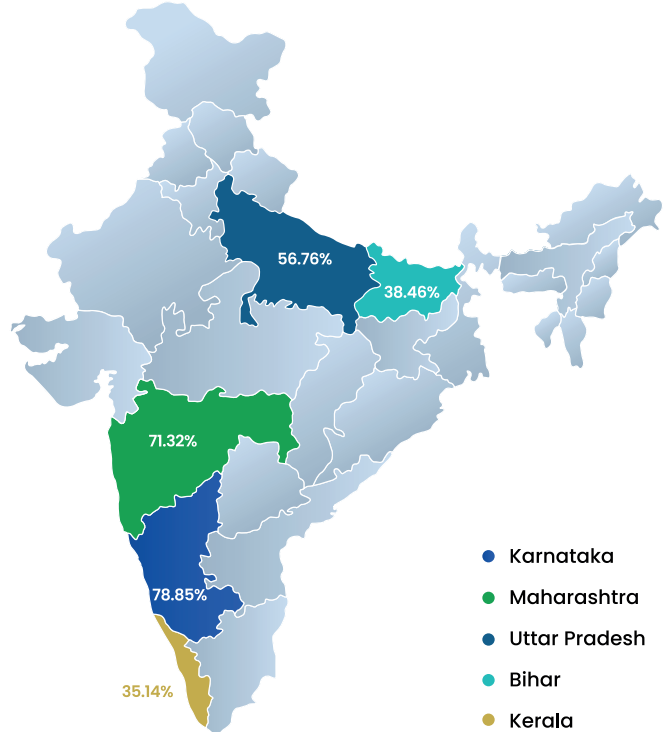 56.76%
38.46%
71.32%
78.85%
35.14%
Karnataka
Maharashtra
Uttar Pradesh
Bihar
Kerala